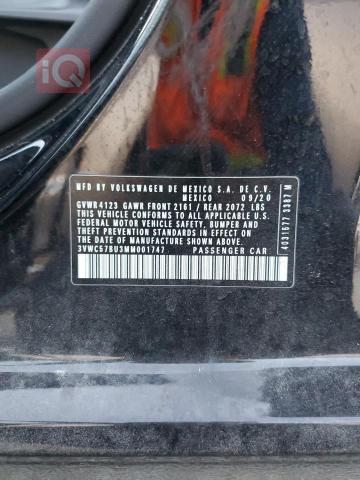 iQ
MFD BY VOLKSWAGEN DE MEXICO S.A. DE C.V.
MEXICO 09/20
GVWR 4123 GAWR FRONT 2161 / REAR 2072 LBS
THIS VEHICLE CONFORMS TO ALL APPLICABLE
FEDERAL MOTOR VEHICLE SAFETY, BUMPER AND
THEFT PREVENTION STANDARDS IN EFFECT ON
THE DATE OF MANUFACTURE SHOWN ABOVE.
3VWC57BU3MM001747 PASSENGER CAR
4031677 3387 M